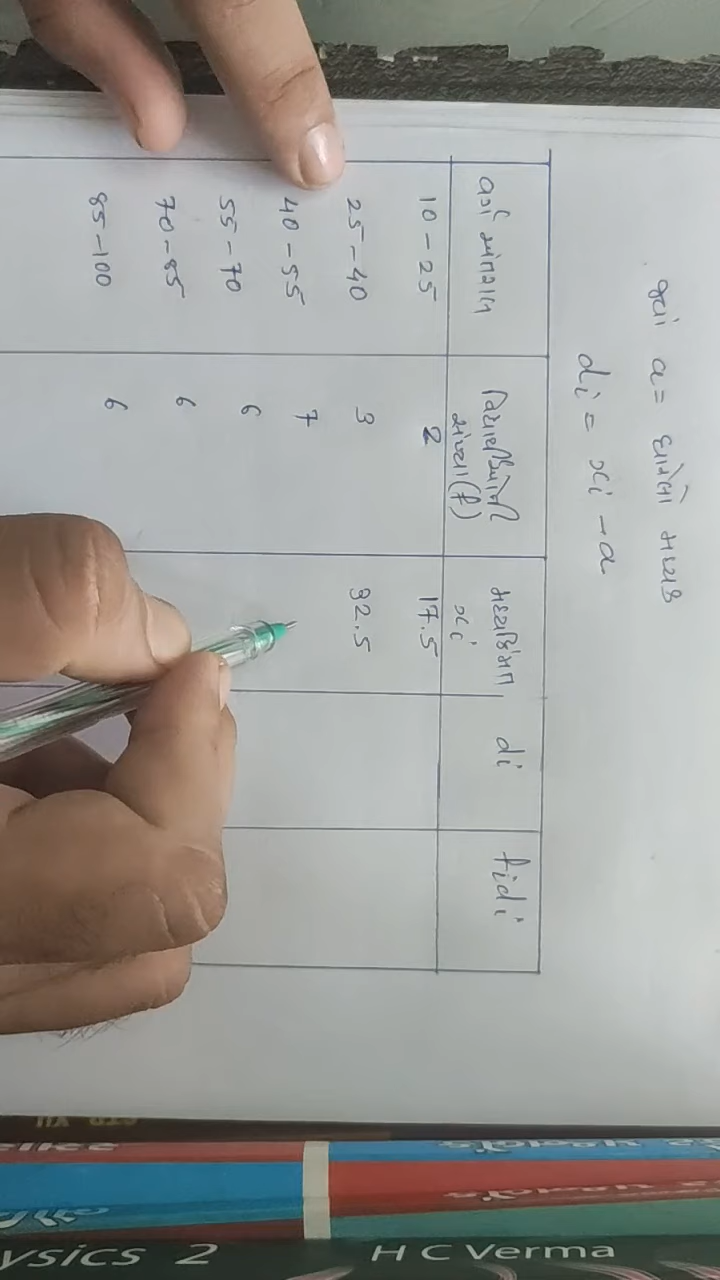 જ્યાં a = ધારેલો મધ્યક
di = xi - a
વર્ગ અંતરાલ વિદ્યાર્થીઓની સંખ્યા (f) મધ્યકિંમત xi di fidi
10 - 25 2 17.5
25 - 40 3 32.5
40 - 55 7
55 - 70 6
70 - 85 6
85 - 100 6
H C Verma
ysics 2